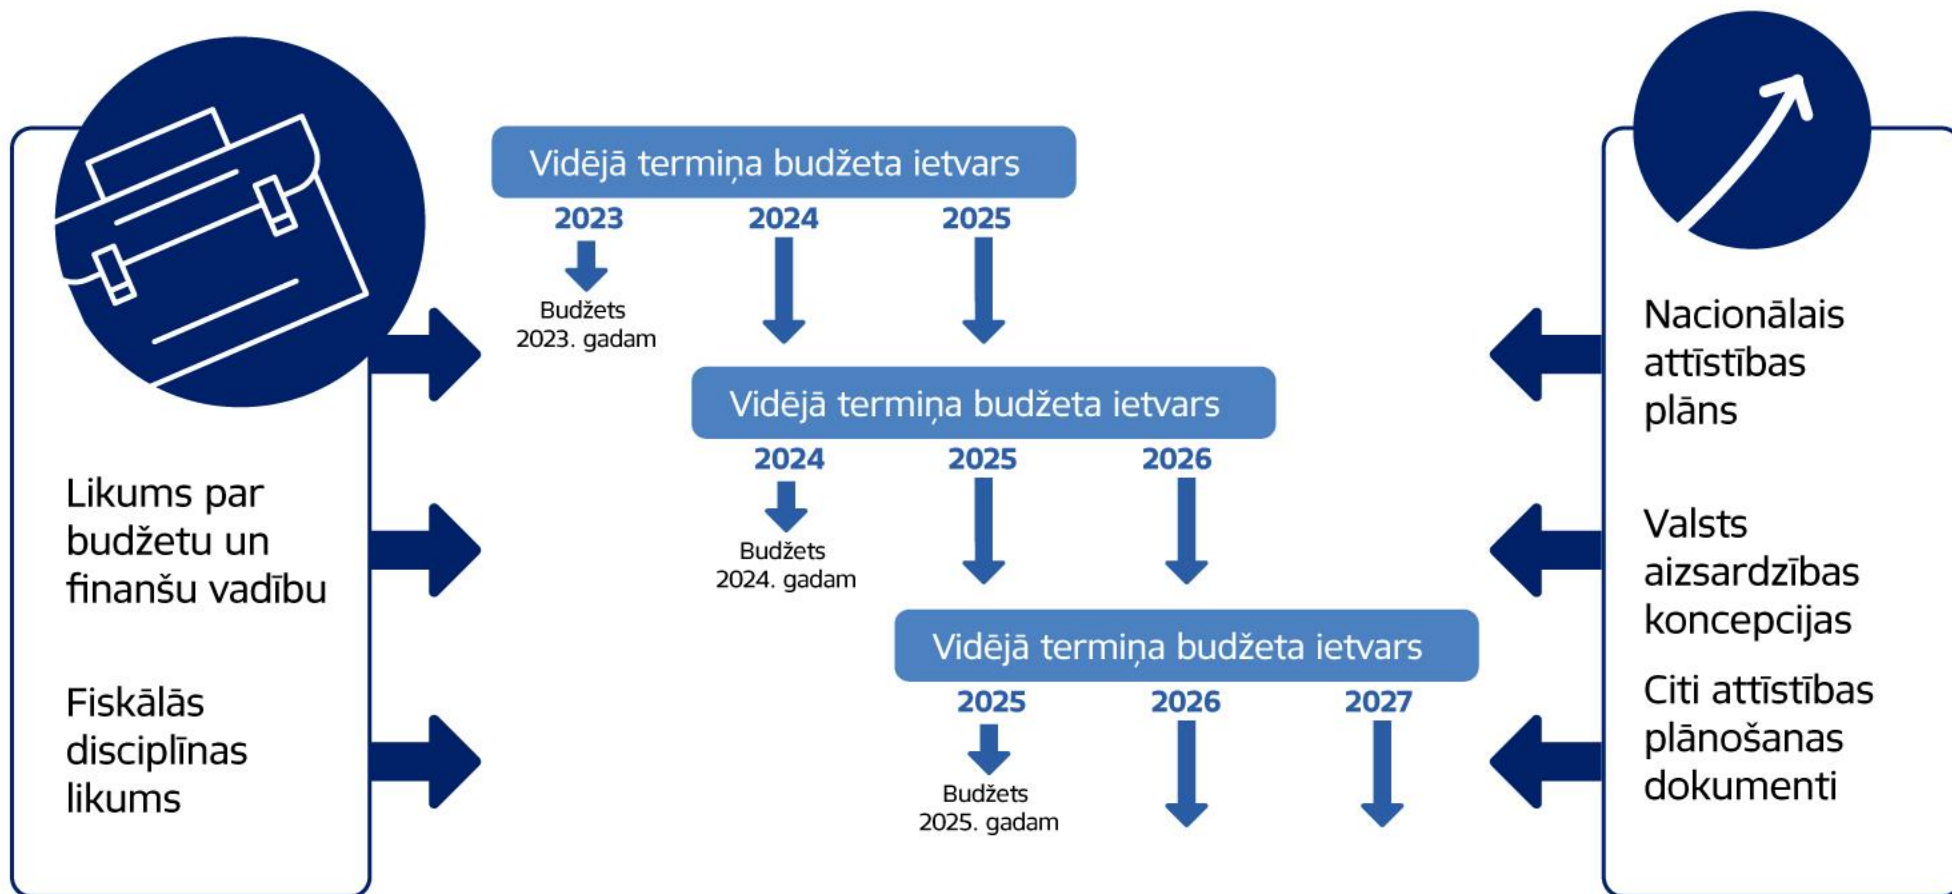 Likums par
budžetu un
finanšu vadību
Fiskālās
disciplīnas
likums
Vidējā termiņa budžeta ietvars
2023 2024 2025
Budžets
2023. gadam
Vidējā termiņa budžeta ietvars
2024 2025 2026
Budžets
2024. gadam
Vidējā termiņa budžeta ietvars
2025 2026 2027
Budžets
2025. gadam
Nacionālais
attīstības
plāns
Valsts
aizsardzības
koncepcijas
Citi attīstības
plānošanas
dokumenti